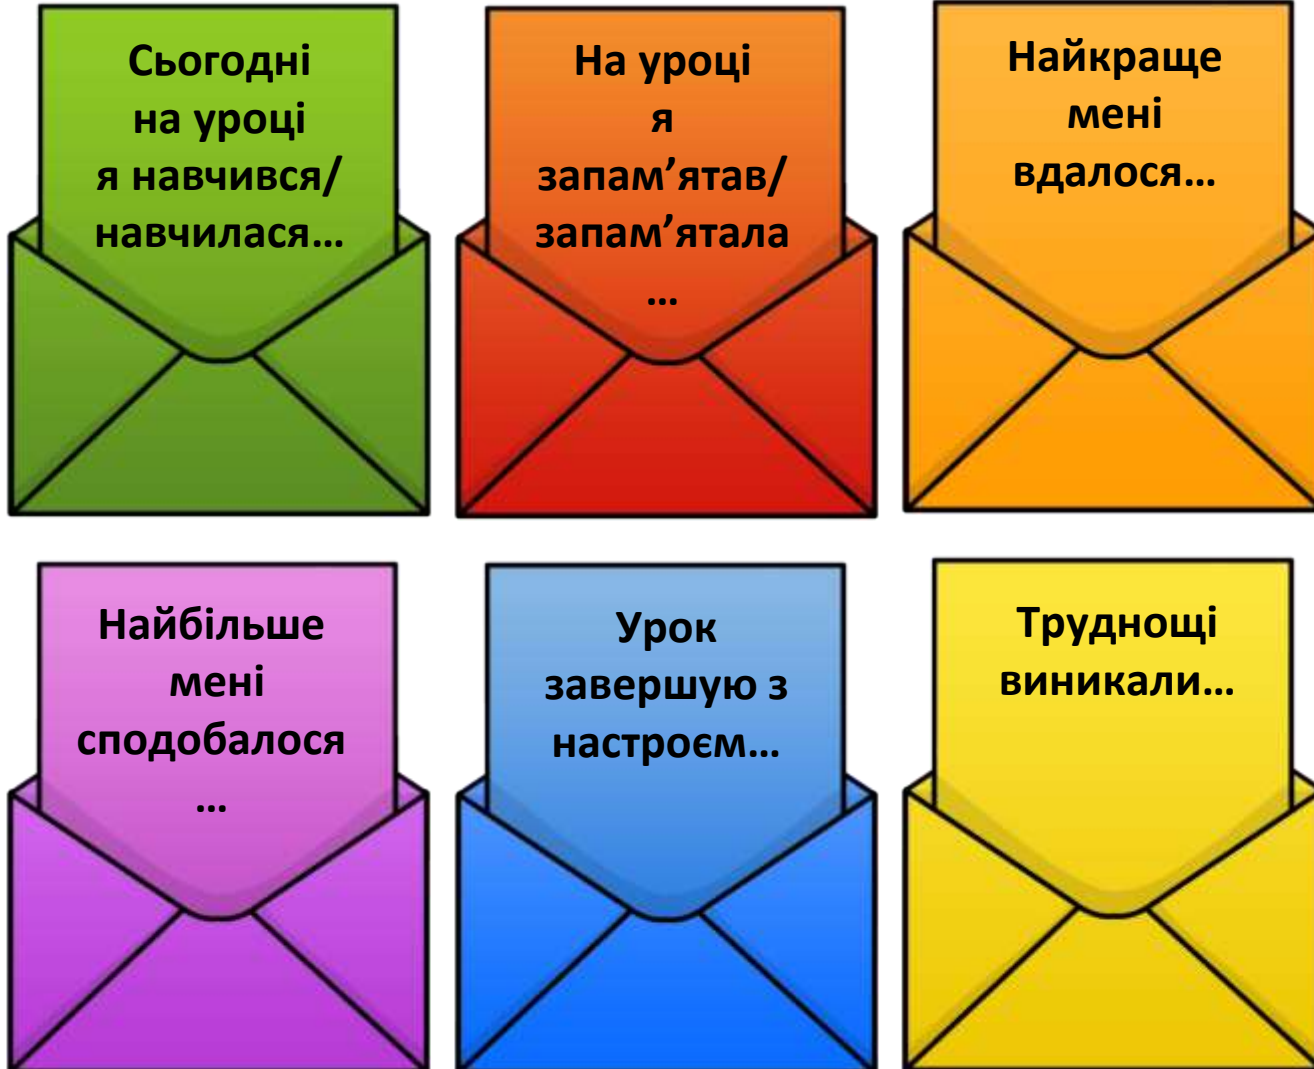 Сьогодні
на уроці
я навчився/
навчилася…
На уроці
я
запам’ятав/
запам’ятала
…
Найкраще
мені
вдалося…
Найбільше
мені
сподобалося
…
Урок
завершую з
настроєм…
Труднощі
виникали…